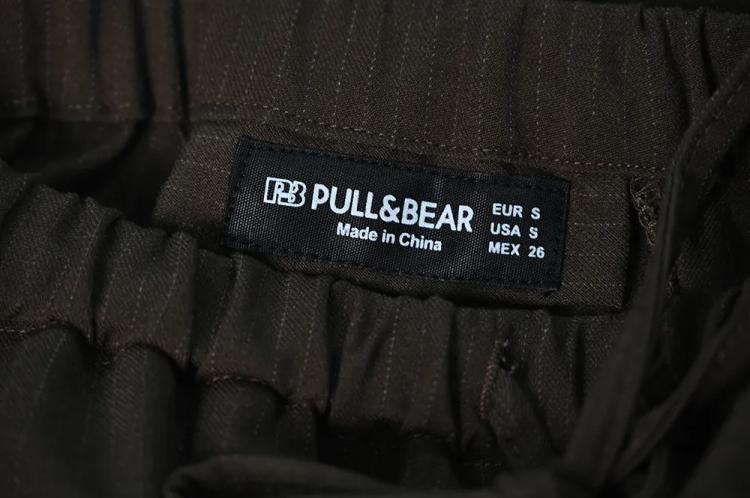 PB PULL&BEAR
Made in China
EUR S
USA S
MEX 26